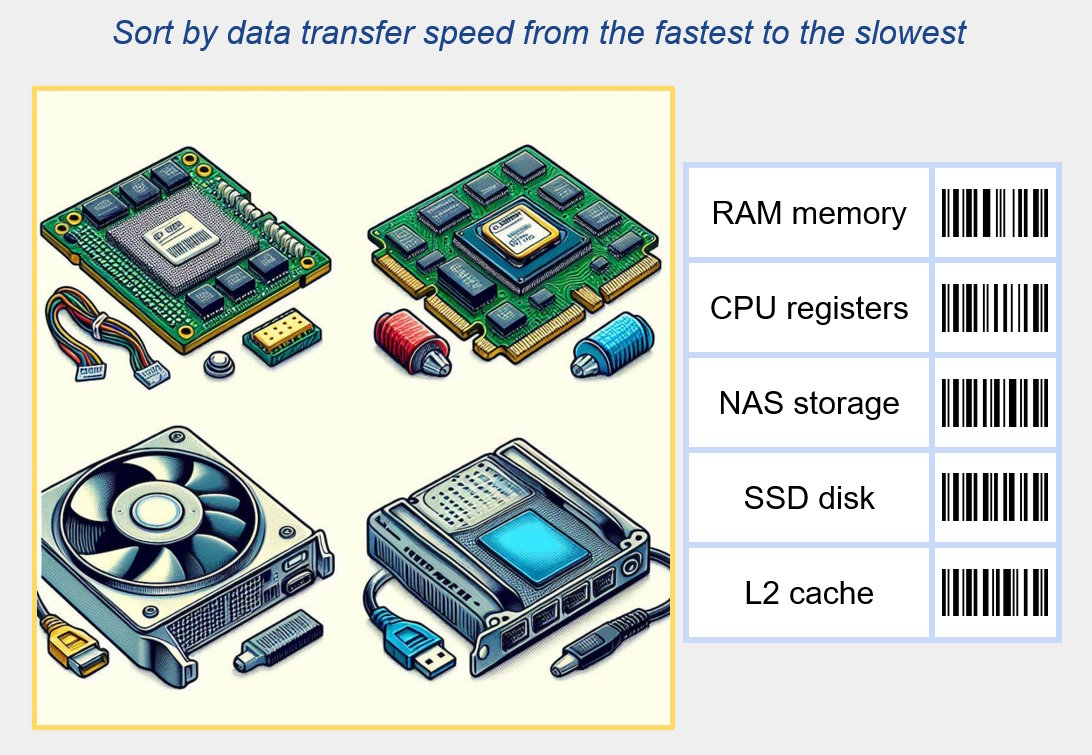 Sort by data transfer speed from the fastest to the slowest
RAM memory
CPU registers
NAS storage
SSD disk
L2 cache